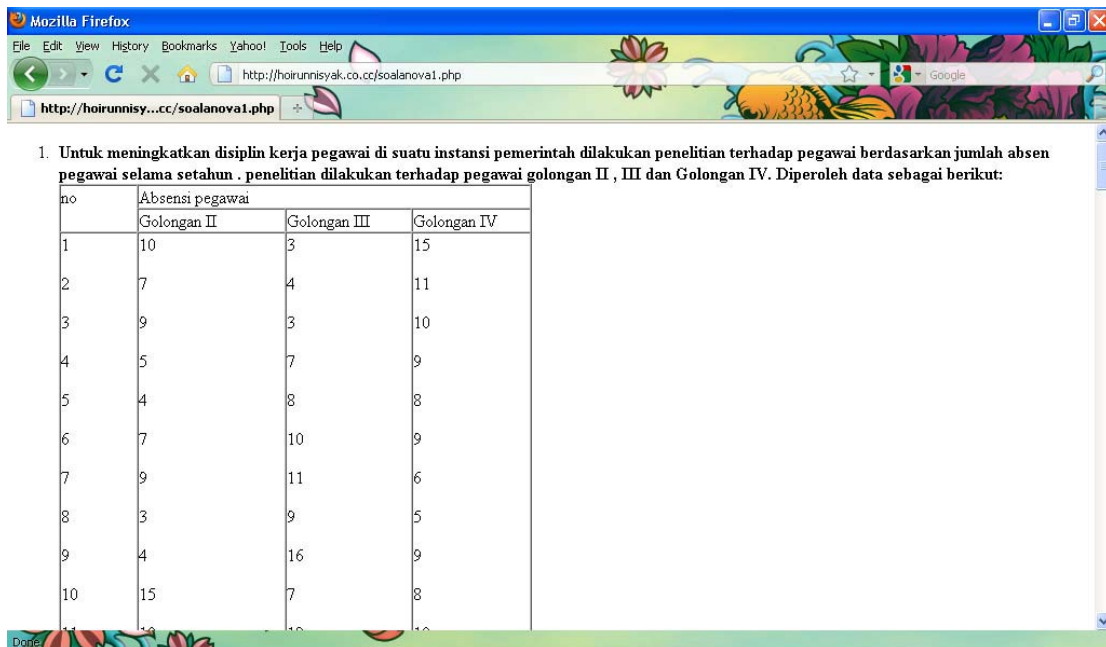 Mozilla Firefox
File Edit View History Bookmarks Yahoo! Tools Help
http://hoirunnisyak.co.cc/soalanova1.php
Google
http://hoirunnisy...cc/soalanova1.php
1. Untuk meningkatkan disiplin kerja pegawai di suatu instansi pemerintah dilakukan penelitian terhadap pegawai berdasarkan jumlah absen
pegawai selama setahun . penelitian dilakukan terhadap pegawai golongan II , III dan Golongan IV. Diperoleh data sebagai berikut:
no Absensi pegawai
Golongan II Golongan III Golongan IV
1 10 3 15
2 7 4 11
3 9 3 10
4 5 7 9
5 4 8 8
6 7 10 9
7 9 11 6
8 3 9 5
9 4 16 9
10 15 7 8
Done